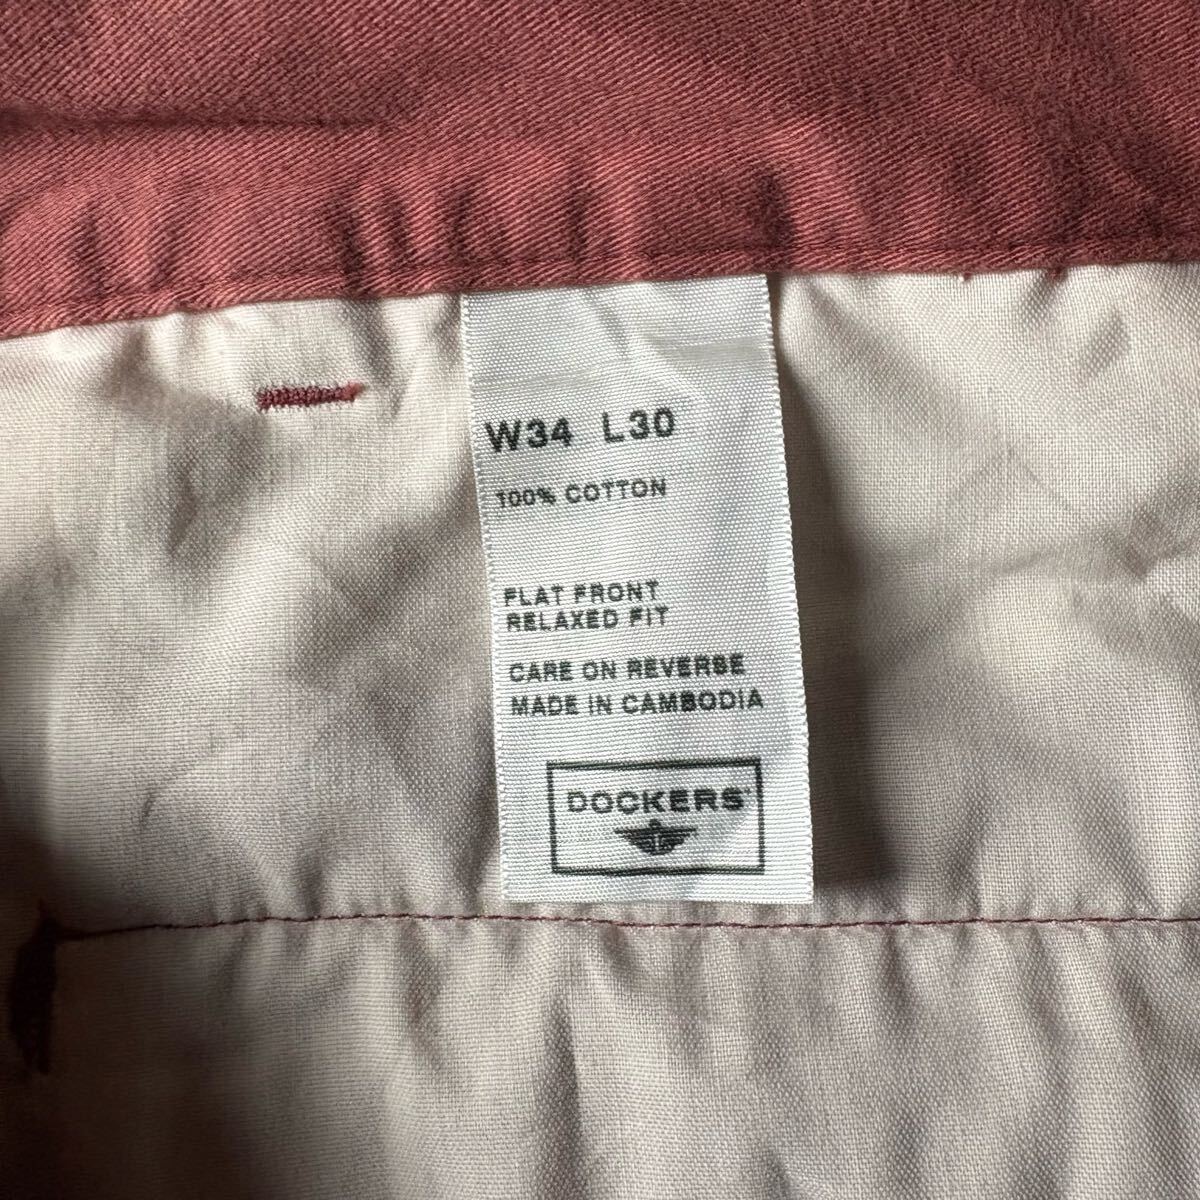 W34 L30
100% COTTON
FLAT FRONT
RELAXED FIT
CARE ON REVERSE
MADE IN CAMBODIA
DOCKERS